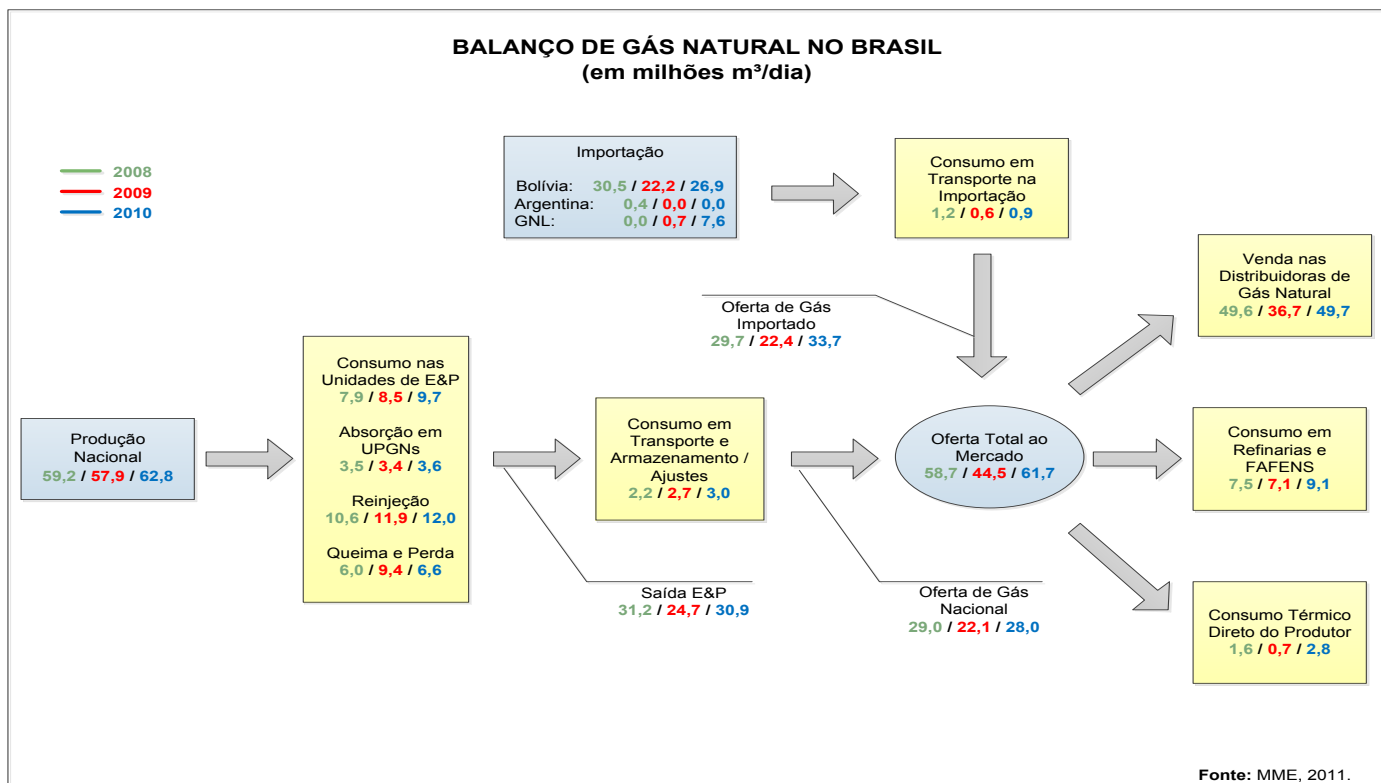 BALANÇO DE GÁS NATURAL NO BRASIL
(em milhões m³/dia)
2008
2009
2010
Importação
Bolívia: 30,5 / 22,2 / 26,9
Argentina: 0,4 / 0,0 / 0,0
GNL: 0,0 / 0,7 / 7,6
Consumo em
Transporte na
Importação
1,2 / 0,6 / 0,9
Venda nas
Distribuidoras de
Gás Natural
49,6 / 36,7 / 49,7
Oferta de Gás
Importado
29,7 / 22,4 / 33,7
Produção
Nacional
59,2 / 57,9 / 62,8
Consumo nas
Unidades de E&P
7,9 / 8,5 / 9,7
Absorção em
UPGNs
3,5 / 3,4 / 3,6
Reinjeção
10,6 / 11,9 / 12,0
Queima e Perda
6,0 / 9,4 / 6,6
Consumo em
Transporte e
Armazenamento /
Ajustes
2,2 / 2,7 / 3,0
Oferta Total ao
Mercado
58,7 / 44,5 / 61,7
Consumo em
Refinarias e
FAFENS
7,5 / 7,1 / 9,1
Saída E&P
31,2 / 24,7 / 30,9
Oferta de Gás
Nacional
29,0 / 22,1 / 28,0
Consumo Térmico
Direto do Produtor
1,6 / 0,7 / 2,8
Fonte: MME, 2011.